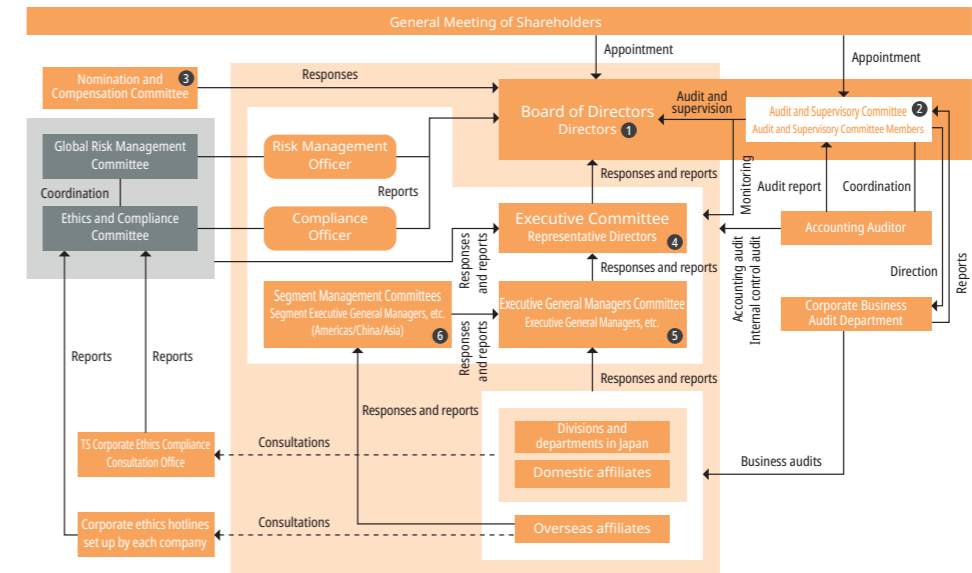 General Meeting of Shareholders
Appointment
Appointment
Responses
Nomination and
Compensation Committee
3
Board of Directors
Directors 1
Audit and
supervision
Audit and Supervisory Committee 2
Audit and Supervisory Committee Members
Global Risk Management
Committee
Risk Management
Officer
Coordination
Reports
Responses and reports
Monitoring
Audit report
Coordination
Ethics and Compliance
Committee
Compliance
Officer
Executive Committee
Representative Directors
4
Accounting Auditor
Responses
and reports
Responses and reports
Accounting audit
Internal control audit
Direction
Reports
Segment Management Committees
Segment Executive General Managers, etc.
(Americas/China/Asia)
6
Responses
and reports
Executive General Managers Committee
Executive General Managers, etc.
5
Corporate Business
Audit Department
Reports
Reports
Responses and reports
Responses and reports
TS Corporate Ethics Compliance
Consultation Office
Consultations
Divisions and
departments in Japan
Domestic affiliates
Business audits
Corporate ethics hotlines
set up by each company
Consultations
Overseas affiliates